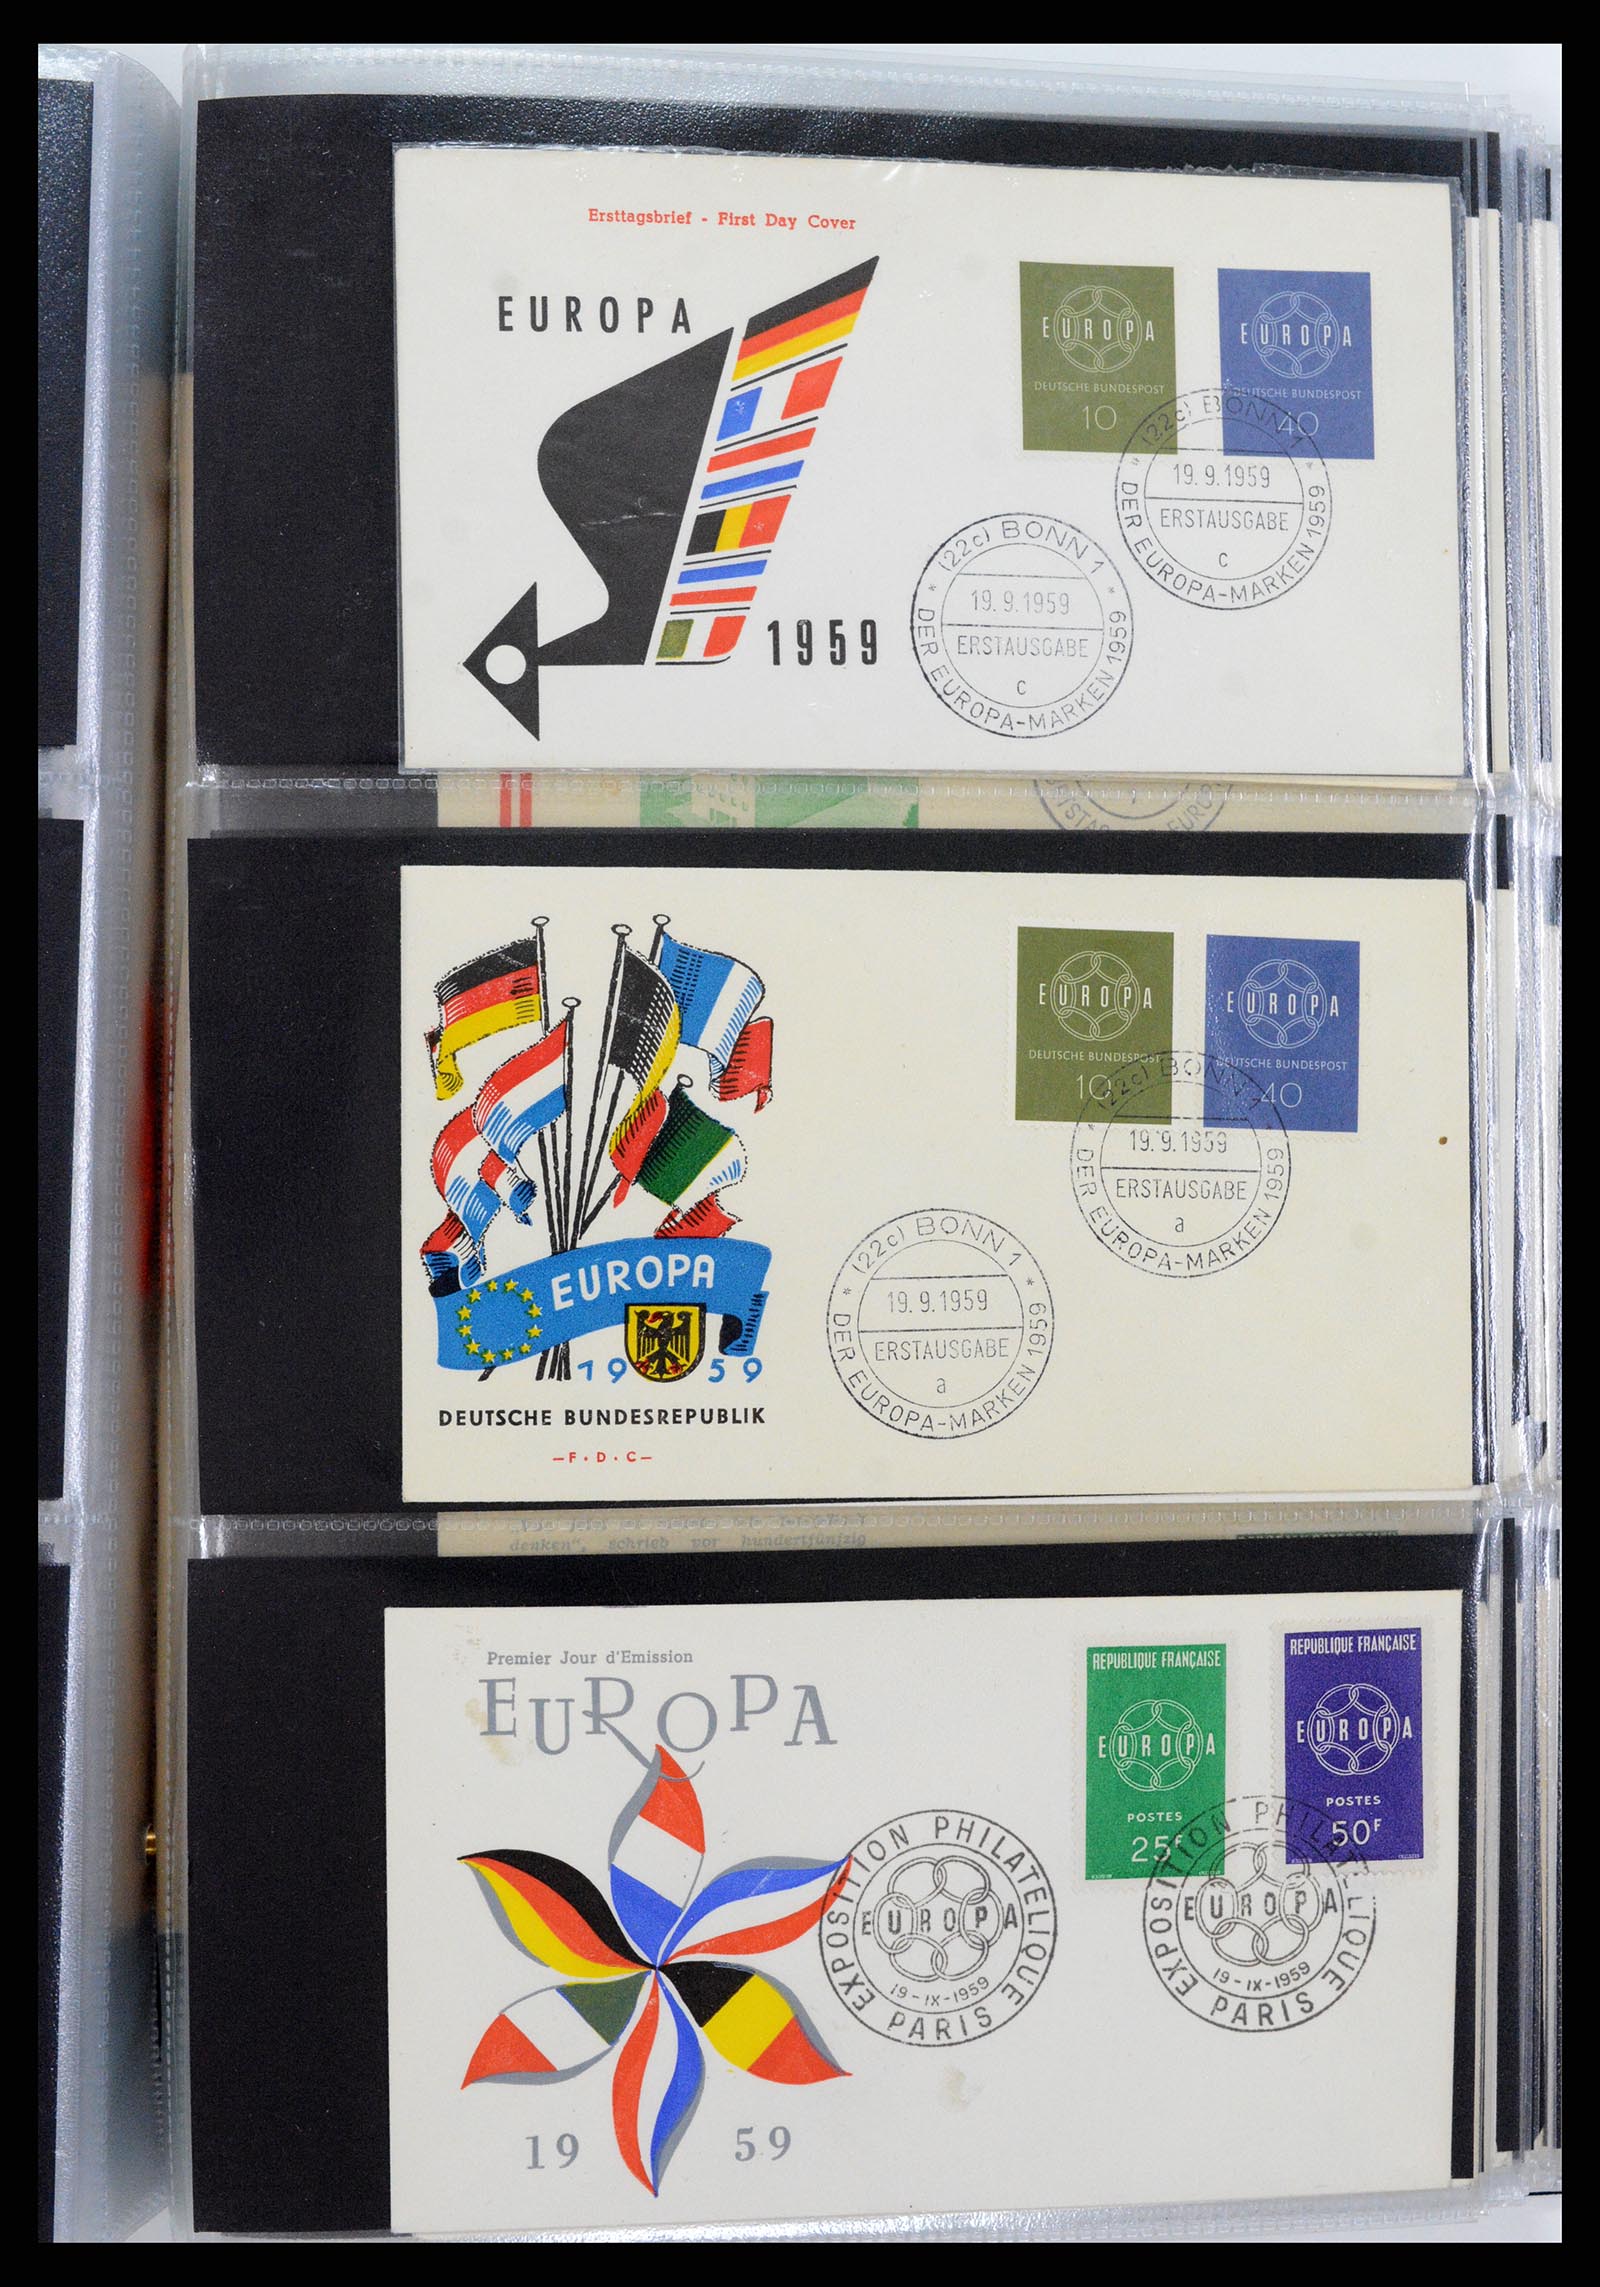 Ersttagsbrief - First Day Cover
EUROPA
1959
EUROPA
DEUTSCHE BUNDESPOST
10
EUROPA
DEUTSCHE BUNDESPOST
40
(22c) BONN 1
19.9.1959
ERSTAUSGABE
c
* DER EUROPA-MARKEN 1959 *
(22c) BONN 1
19.9.1959
ERSTAUSGABE
c
* DER EUROPA-MARKEN 1959 *
EUROPA
1959
DEUTSCHE BUNDESREPUBLIK
—F·D·C—
EUROPA
DEUTSCHE BUNDESPOST
10
EUROPA
DEUTSCHE BUNDESPOST
40
(22c) BONN 1
19.9.1959
ERSTAUSGABE
a
* DER EUROPA-MARKEN 1959 *
(22c) BONN 1
19.9.1959
ERSTAUSGABE
a
* DER EUROPA-MARKEN 1959 *
denken", schrieb vor hundertfünfzig
Premier Jour d'Emission
EUROPA
19 59
REPUBLIQUE FRANÇAISE
EUROPA
POSTES
25F
REPUBLIQUE FRANÇAISE
EUROPA
POSTES
50F
EXPOSITION PHILATELIQUE
EUROPA
19-IX-1959
PARIS
EXPOSITION PHILATELIQUE
EUROPA
19-IX-1959
PARIS